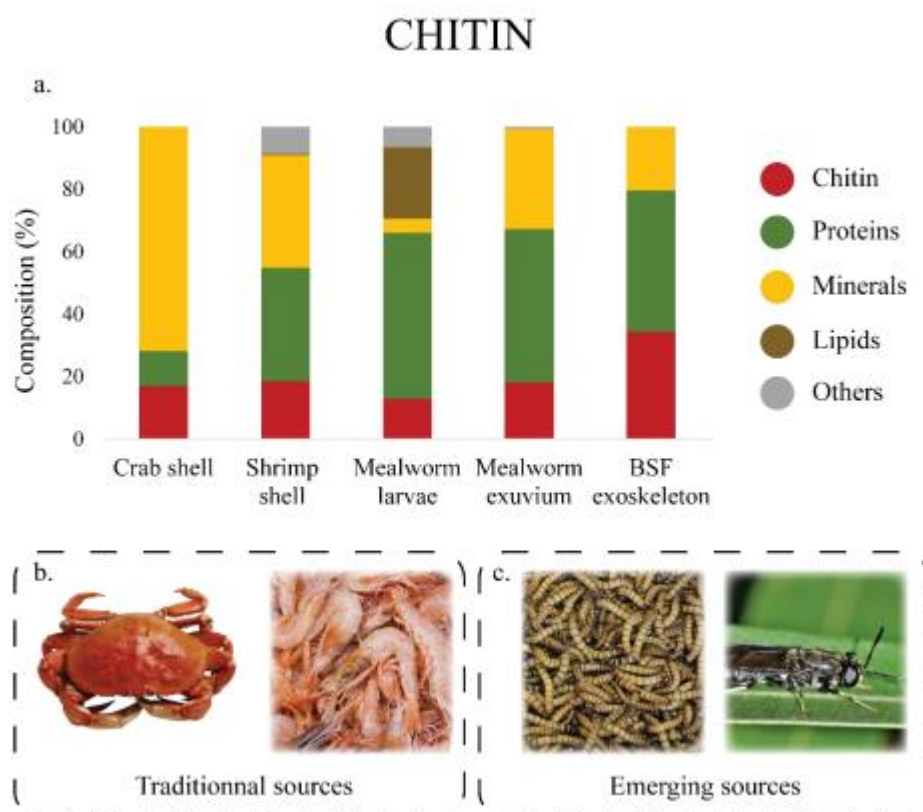 CHITIN
a.
100
80
60
40
20
0
Composition (%)
Crab shell
Shrimp
shell
Mealworm
larvae
Mealworm
exuvium
BSF
exoskeleton
Chitin
Proteins
Minerals
Lipids
Others
b.
Traditionnal sources
c.
Emerging sources